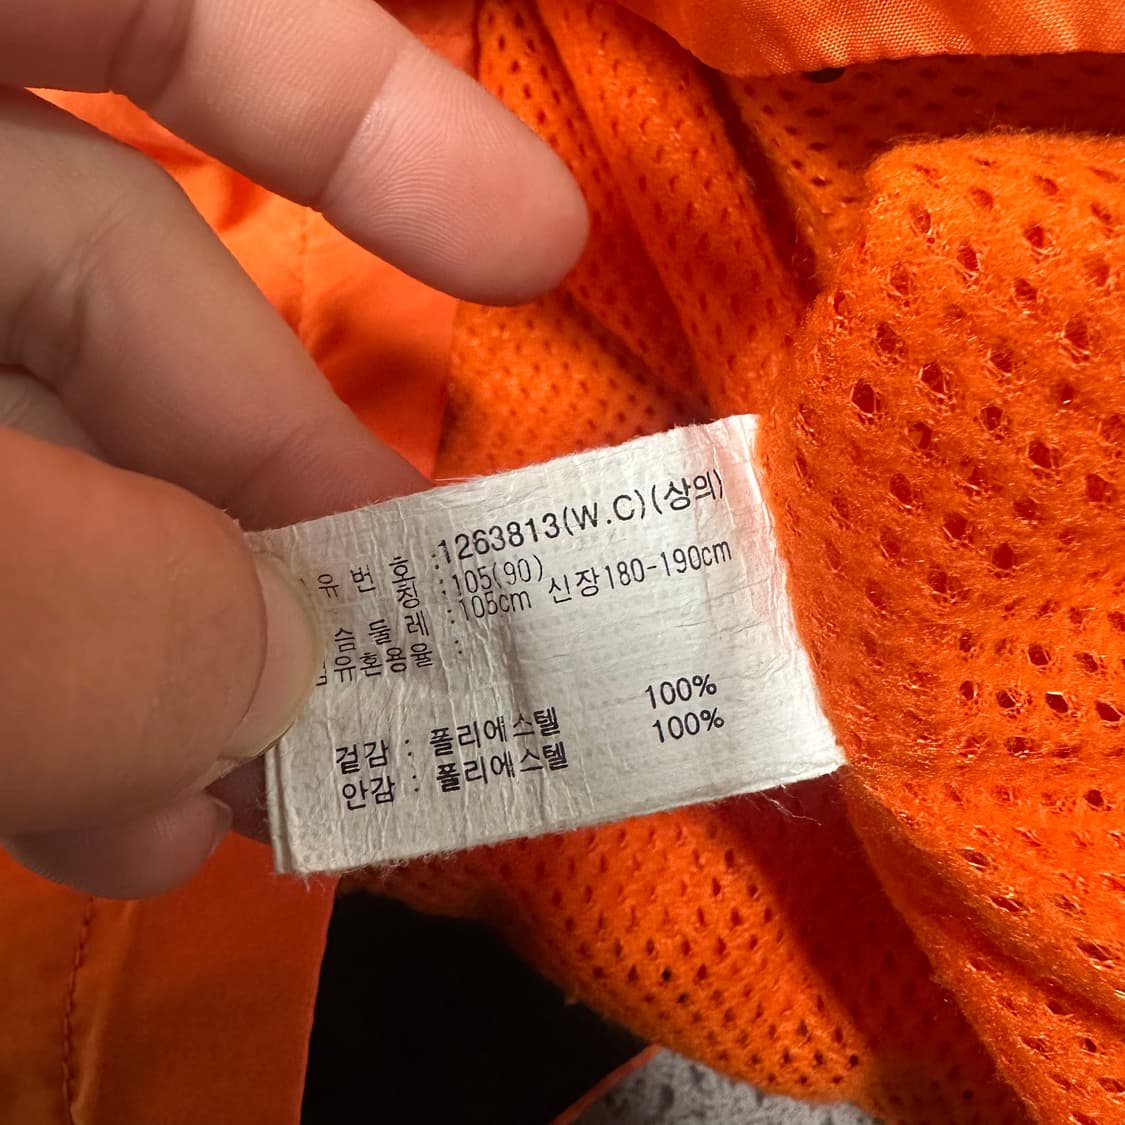 유 번 호 :1263813(W.C)(상의)
칭 :105(90)
슴 둘 레 :105cm 신장180-190cm
유혼용율 :
겉감 : 폴리에스텔 100%
안감 : 폴리에스텔 100%